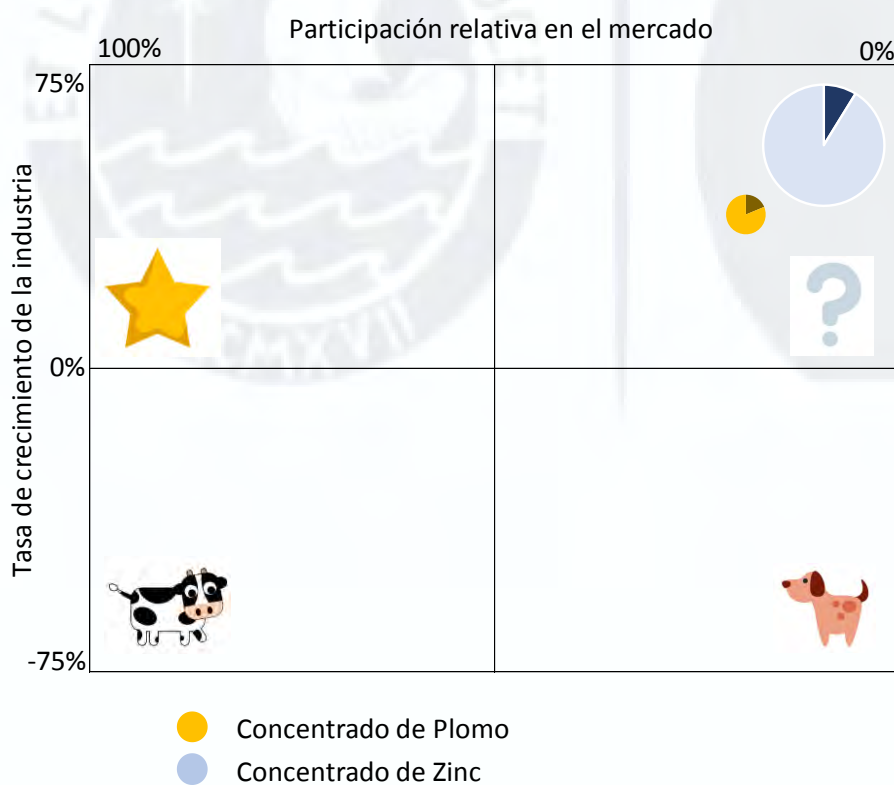 Participación relativa en el mercado
100%
0%
75%
Tasa de crecimiento de la industria
0%
-75%
CMXVII
Concentrado de Plomo
Concentrado de Zinc